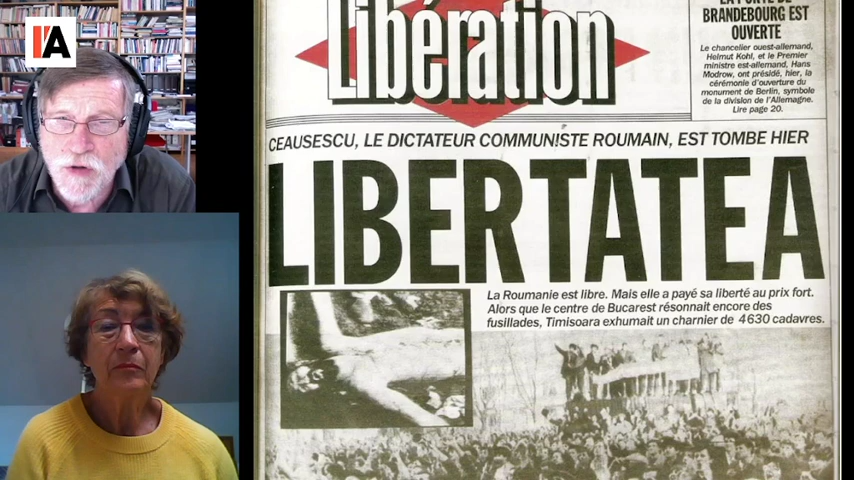 I'A
Libération
LA PORTE DE
BRANDEBOURG EST
OUVERTE
Le chancelier ouest-allemand,
Helmut Kohl, et le Premier
ministre est-allemand, Hans
Modrow, ont présidé, hier, la
cérémonie d'ouverture du
monument de Berlin, symbole
de la division de l'Allemagne.
Lire page 20.
CEAUSESCU, LE DICTATEUR COMMUNISTE ROUMAIN, EST TOMBE HIER
LIBERTATEA
La Roumanie est libre. Mais elle a payé sa liberté au prix fort.
Alors que le centre de Bucarest résonnait encore des
fusillades, Timisoara exhumait un charnier de 4630 cadavres.